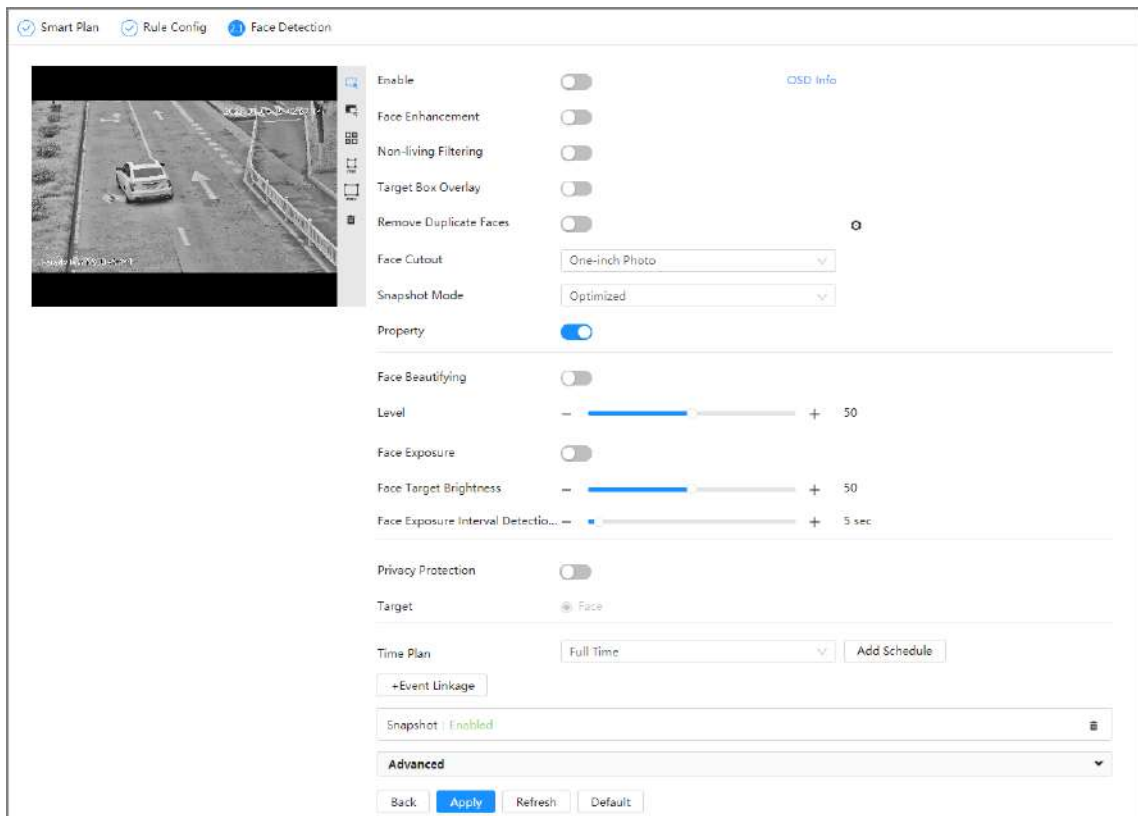 Smart Plan Rule Config 2.1 Face Detection
Enable OSD Info
Face Enhancement
Non-living Filtering
Target Box Overlay
Remove Duplicate Faces
Face Cutout One-inch Photo
Snapshot Mode Optimized
Property
Face Beautifying
Level 50
Face Exposure
Face Target Brightness 50
Face Exposure Interval Detectio... 5 sec
Privacy Protection
Target Face
Time Plan Full Time Add Schedule
+Event Linkage
Snapshot : Enabled
Advanced
Back Apply Refresh Default